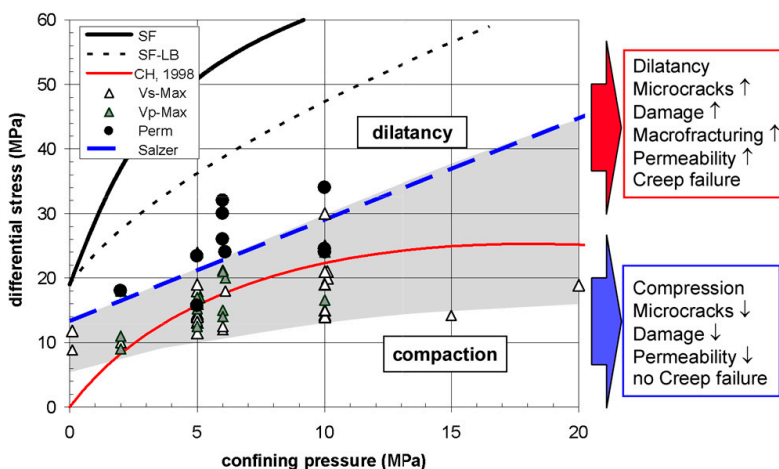 60
50
40
30
20
10
0
differential stress (MPa)
SF
SF-LB
CH, 1998
Vs-Max
Vp-Max
Perm
Salzer
dilatancy
compaction
0
5
10
15
20
confining pressure (MPa)
Dilatancy
Microcracks ↑
Damage ↑
Macrofracturing ↑
Permeability ↑
Creep failure
Compression
Microcracks ↓
Damage ↓
Permeability ↓
no Creep failure